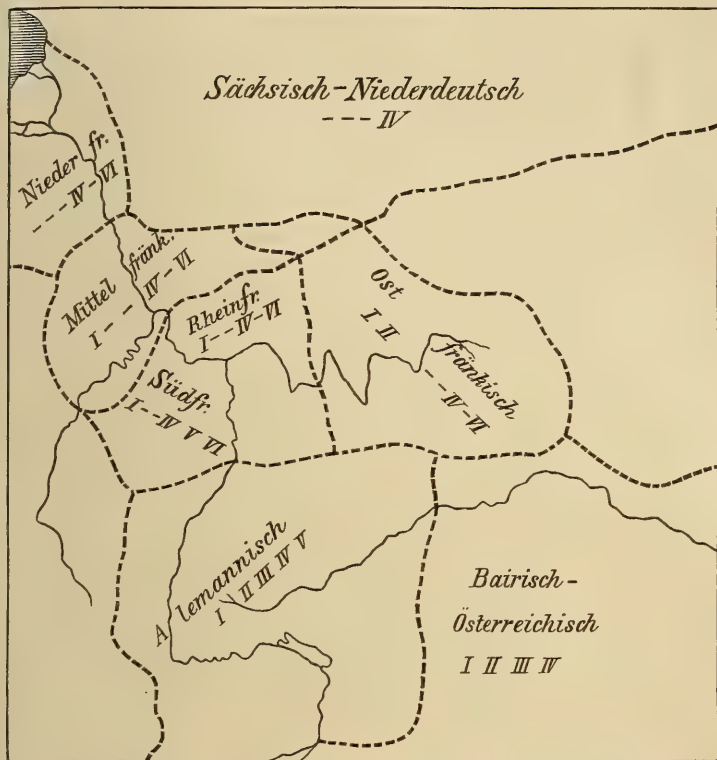 Sächsisch-Niederdeutsch
--- IV
Nieder fr.
--- IV-VI
Mittel fränk.
I -- IV-VI
Rheinfr.
I--IV-VI
Ost fränkisch
I II -- IV-VI
Südfr.
I--IV V VI
Alemannisch
I II III IV V
Bairisch-
Österreichisch
I II III IV